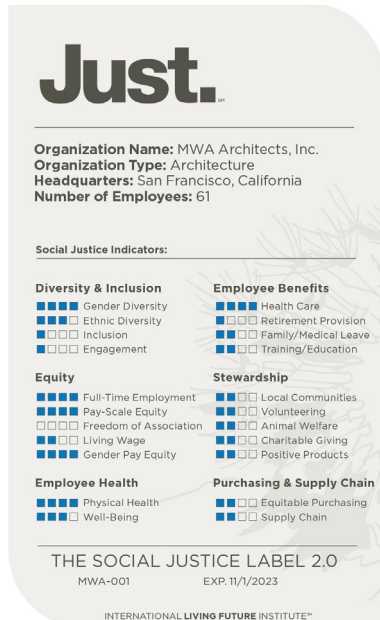 Just. SM
Organization Name: MWA Architects, Inc.
Organization Type: Architecture
Headquarters: San Francisco, California
Number of Employees: 61
Social Justice Indicators:
Diversity & Inclusion
Gender Diversity
Ethnic Diversity
Inclusion
Engagement
Equity
Full-Time Employment
Pay-Scale Equity
Freedom of Association
Living Wage
Gender Pay Equity
Employee Health
Physical Health
Well-Being
Employee Benefits
Health Care
Retirement Provision
Family/Medical Leave
Training/Education
Stewardship
Local Communities
Volunteering
Animal Welfare
Charitable Giving
Positive Products
Purchasing & Supply Chain
Equitable Purchasing
Supply Chain
THE SOCIAL JUSTICE LABEL 2.0
MWA-001 EXP. 11/1/2023
INTERNATIONAL LIVING FUTURE INSTITUTE℠